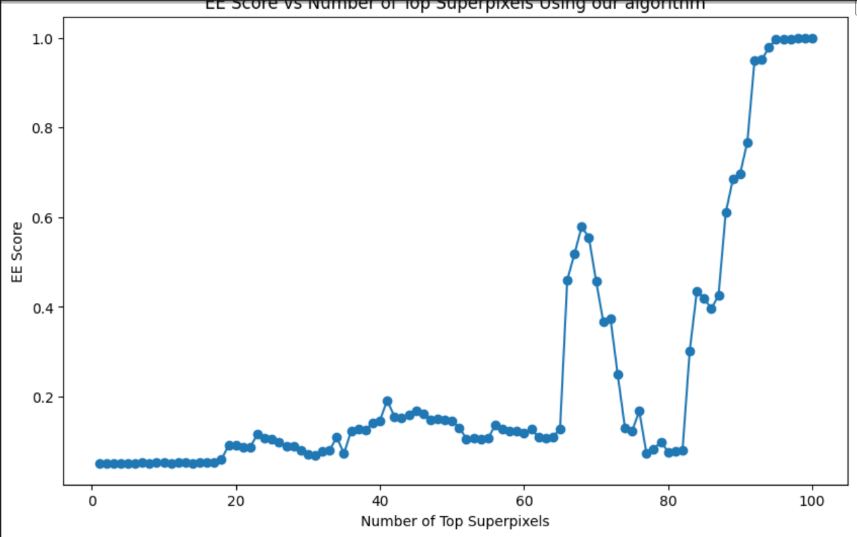 EE Score vs Number of Top Superpixels Using our algorithm
1.0
0.8
0.6
0.4
0.2
EE Score
0 20 40 60 80 100
Number of Top Superpixels